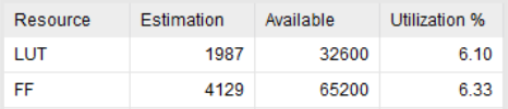 Resource Estimation Available Utilization %
LUT 1987 32600 6.10
FF 4129 65200 6.33